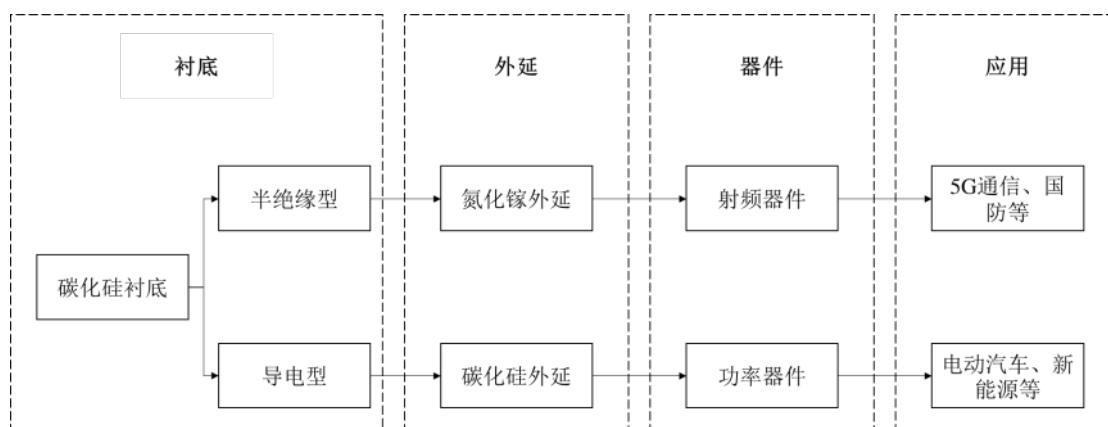 衬底
外延
器件
应用
半绝缘型
氮化镓外延
射频器件
5G通信、国
防等
碳化硅衬底
导电型
碳化硅外延
功率器件
电动汽车、新
能源等